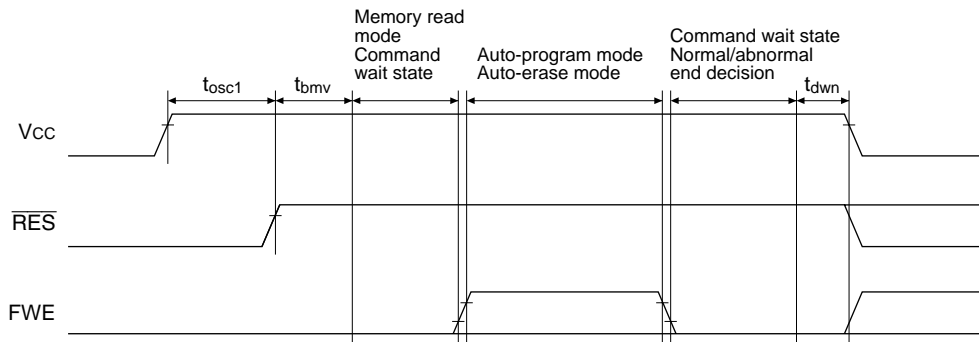 Memory read
mode
Command
wait state
Auto-program mode
Auto-erase mode
Command wait state
Normal/abnormal
end decision
tosc1
tbmv
tdwn
VCC
RES
FWE